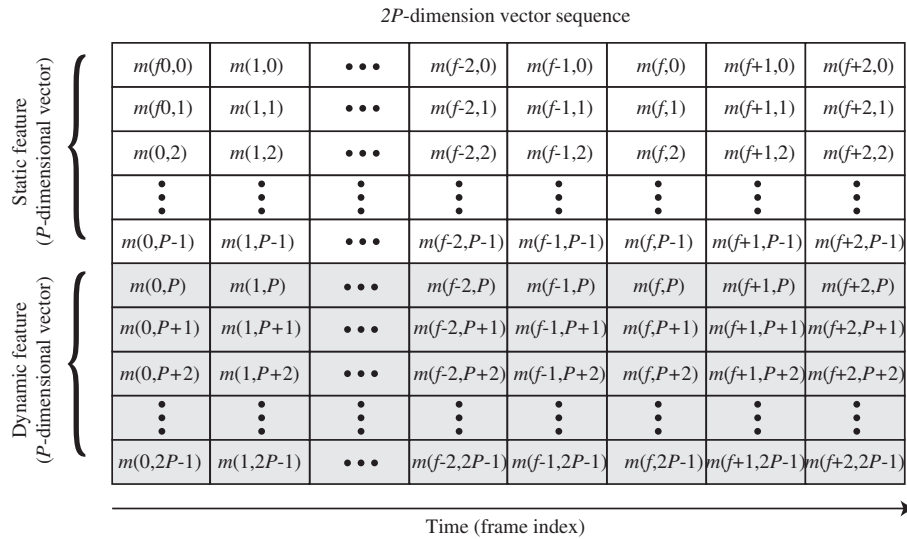 2P-dimension vector sequence
Static feature
(P-dimensional vector)
m(f0,0) m(1,0) ••• m(f-2,0) m(f-1,0) m(f,0) m(f+1,0) m(f+2,0)
m(f0,1) m(1,1) ••• m(f-2,1) m(f-1,1) m(f,1) m(f+1,1) m(f+2,1)
m(0,2) m(1,2) ••• m(f-2,2) m(f-1,2) m(f,2) m(f+1,2) m(f+2,2)
m(0,P-1) m(1,P-1) ••• m(f-2,P-1) m(f-1,P-1) m(f,P-1) m(f+1,P-1) m(f+2,P-1)
Dynamic feature
(P-dimensional vector)
m(0,P) m(1,P) ••• m(f-2,P) m(f-1,P) m(f,P) m(f+1,P) m(f+2,P)
m(0,P+1) m(1,P+1) ••• m(f-2,P+1) m(f-1,P+1) m(f,P+1) m(f+1,P+1) m(f+2,P+1)
m(0,P+2) m(1,P+2) ••• m(f-2,P+2) m(f-1,P+2) m(f,P+2) m(f+1,P+2) m(f+2,P+2)
m(0,2P-1) m(1,2P-1) ••• m(f-2,2P-1) m(f-1,2P-1) m(f,2P-1) m(f+1,2P-1) m(f+2,2P-1)
Time (frame index)